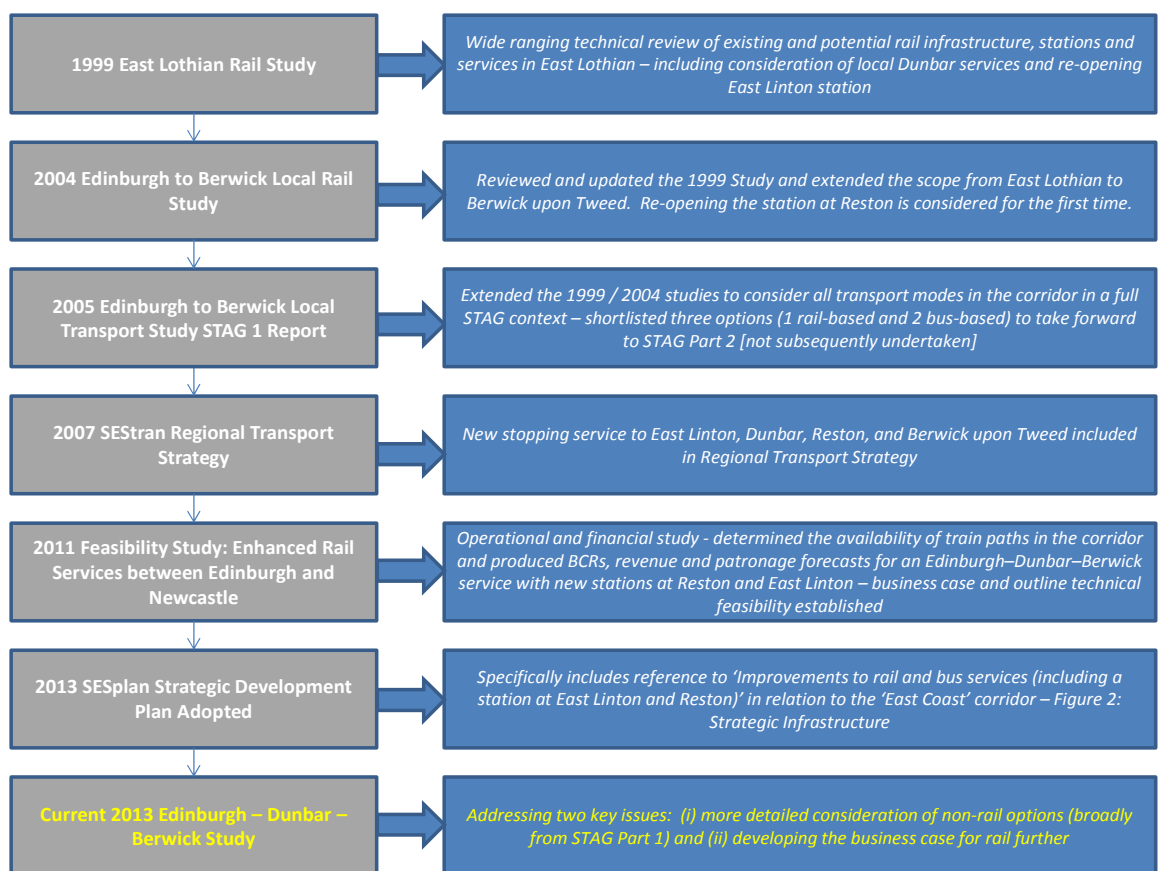 1999 East Lothian Rail Study
Wide ranging technical review of existing and potential rail infrastructure, stations and
services in East Lothian – including consideration of local Dunbar services and re-opening
East Linton station
2004 Edinburgh to Berwick Local Rail
Study
Reviewed and updated the 1999 Study and extended the scope from East Lothian to
Berwick upon Tweed.  Re-opening the station at Reston is considered for the first time.
2005 Edinburgh to Berwick Local
Transport Study STAG 1 Report
Extended the 1999 / 2004 studies to consider all transport modes in the corridor in a full
STAG context – shortlisted three options (1 rail-based and 2 bus-based) to take forward
to STAG Part 2 [not subsequently undertaken]
2007 SEStran Regional Transport
Strategy
New stopping service to East Linton, Dunbar, Reston, and Berwick upon Tweed included
in Regional Transport Strategy
2011 Feasibility Study: Enhanced Rail
Services between Edinburgh and
Newcastle
Operational and financial study - determined the availability of train paths in the corridor
and produced BCRs, revenue and patronage forecasts for an Edinburgh–Dunbar–Berwick
service with new stations at Reston and East Linton – business case and outline technical
feasibility established
2013 SESplan Strategic Development
Plan Adopted
Specifically includes reference to ‘Improvements to rail and bus services (including a
station at East Linton and Reston)’ in relation to the ‘East Coast’ corridor – Figure 2:
Strategic Infrastructure
Current 2013 Edinburgh – Dunbar –
Berwick Study
Addressing two key issues:  (i) more detailed consideration of non-rail options (broadly
from STAG Part 1) and (ii) developing the business case for rail further